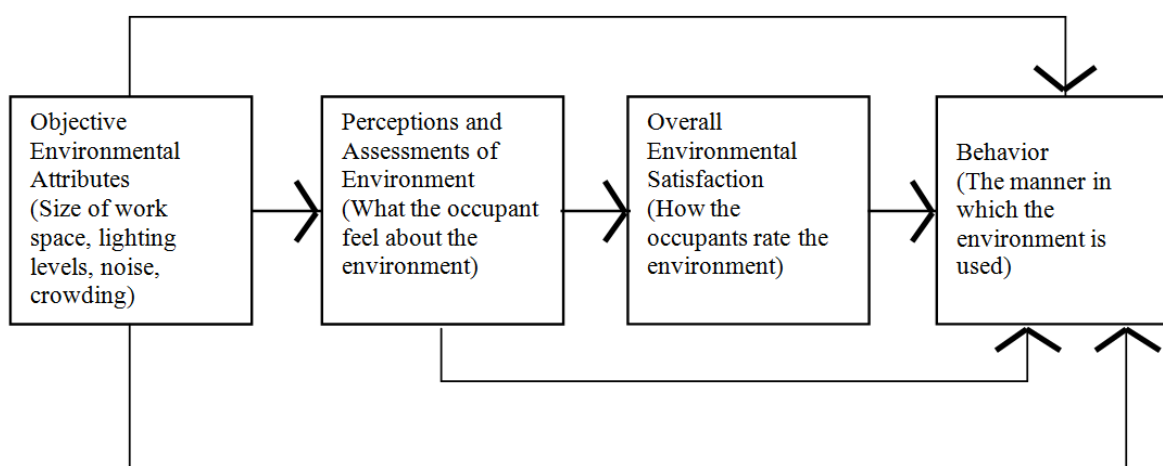 Objective
Environmental
Attributes
(Size of work
space, lighting
levels, noise,
crowding)
Perceptions and
Assessments of
Environment
(What the occupant
feel about the
environment)
Overall
Environmental
Satisfaction
(How the
occupants rate the
environment)
Behavior
(The manner in
which the
environment is
used)